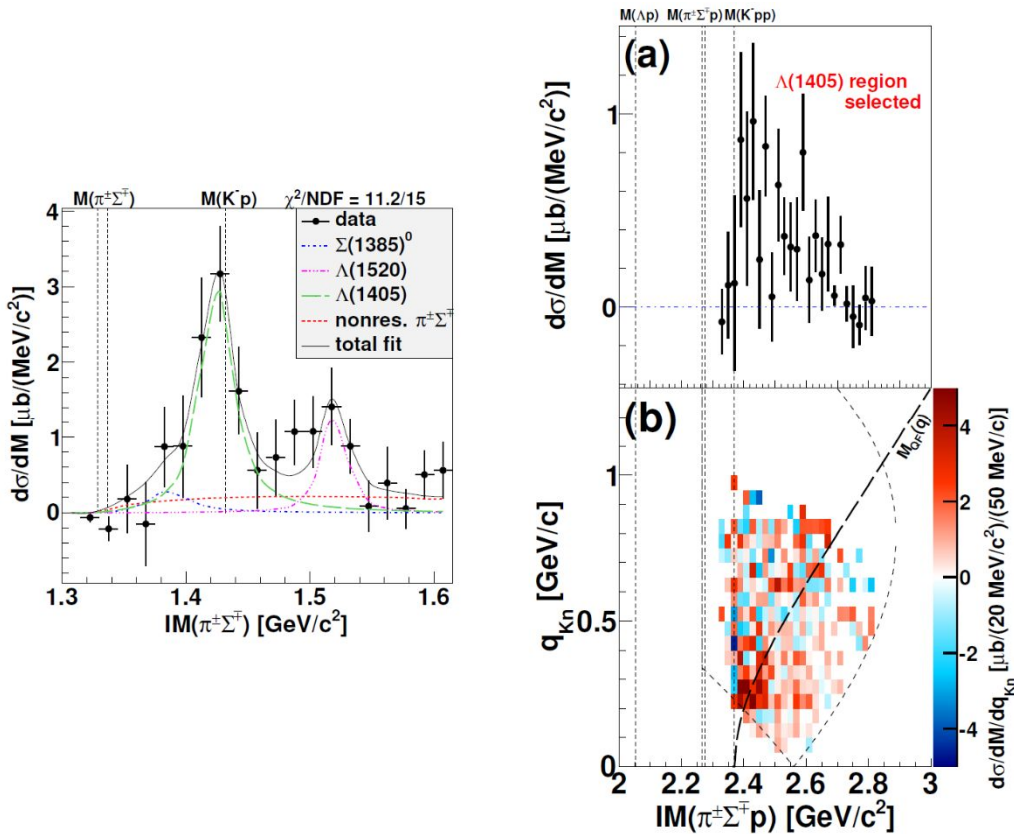 M(π±Σ∓)
M(K⁻p)
χ²/NDF = 11.2/15
data
Σ(1385)⁰
Λ(1520)
Λ(1405)
nonres. π±Σ∓
total fit
dσ/dM [μb/(MeV/c²)]
4
3
2
1
0
1.3
1.4
1.5
1.6
IM(π±Σ∓) [GeV/c²]
M(Λp)
M(π±Σ∓p)
M(K⁻pp)
(a)
Λ(1405) region
selected
dσ/dM [μb/(MeV/c²)]
1
0
(b)
M_QF(q)
q_Kn [GeV/c]
1
0.5
0
2
2.2
2.4
2.6
2.8
3
IM(π±Σ∓p) [GeV/c²]
4
2
0
-2
-4
dσ/dM/dq_Kn [μb/(20 MeV/c²)/(50 MeV/c)]